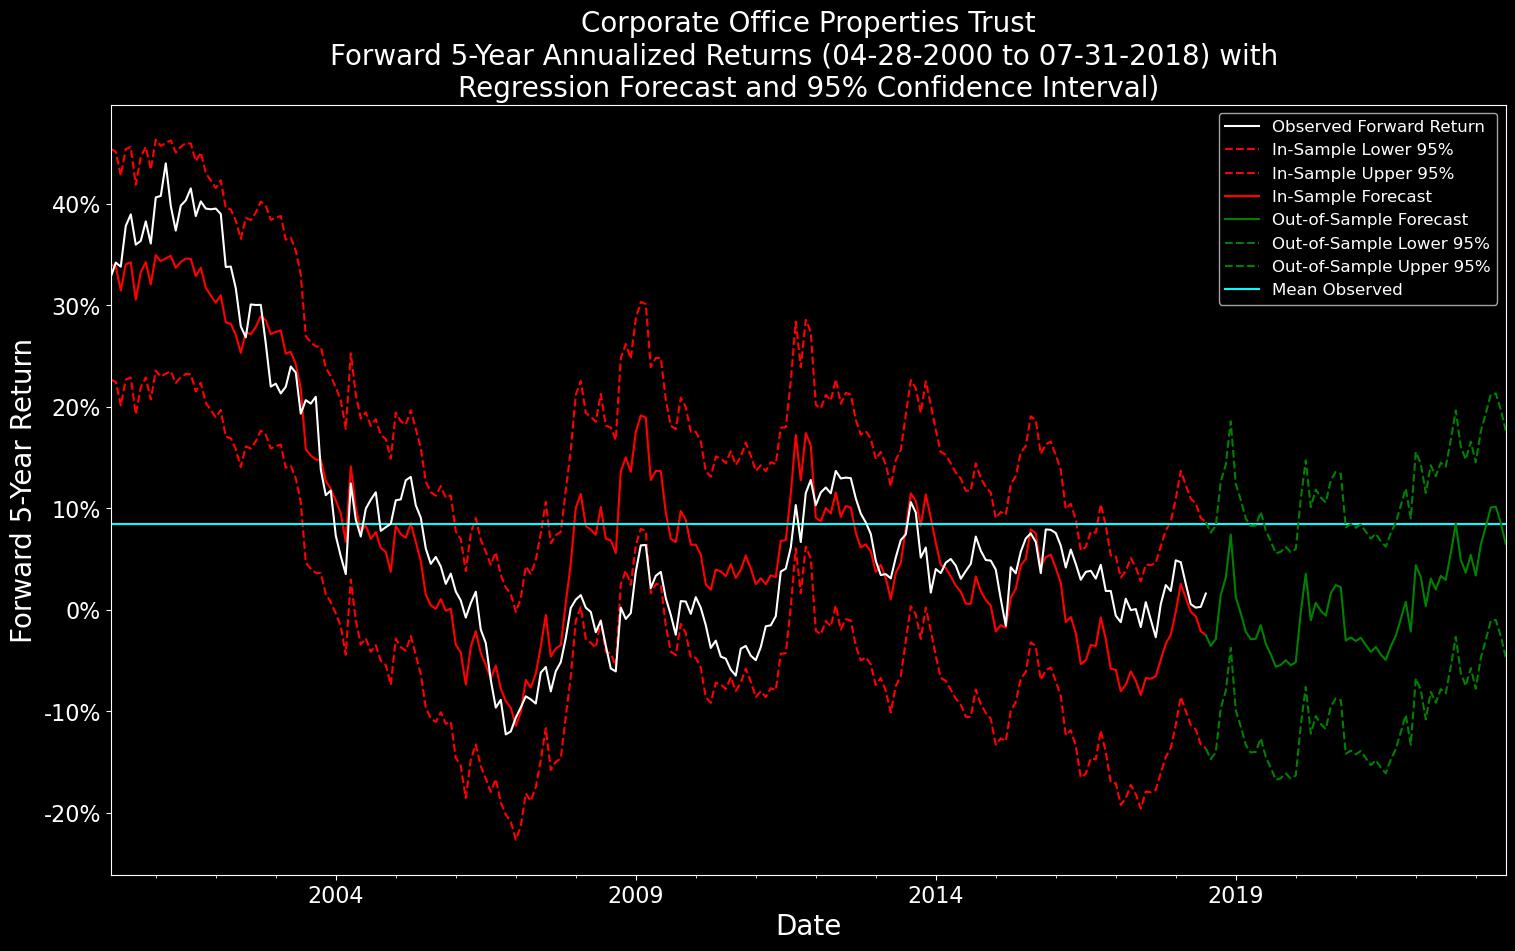 Corporate Office Properties Trust
Forward 5-Year Annualized Returns (04-28-2000 to 07-31-2018) with
Regression Forecast and 95% Confidence Interval)
Observed Forward Return
In-Sample Lower 95%
In-Sample Upper 95%
In-Sample Forecast
Out-of-Sample Forecast
Out-of-Sample Lower 95%
Out-of-Sample Upper 95%
Mean Observed
Forward 5-Year Return
40%
30%
20%
10%
0%
-10%
-20%
2004
2009
2014
2019
Date